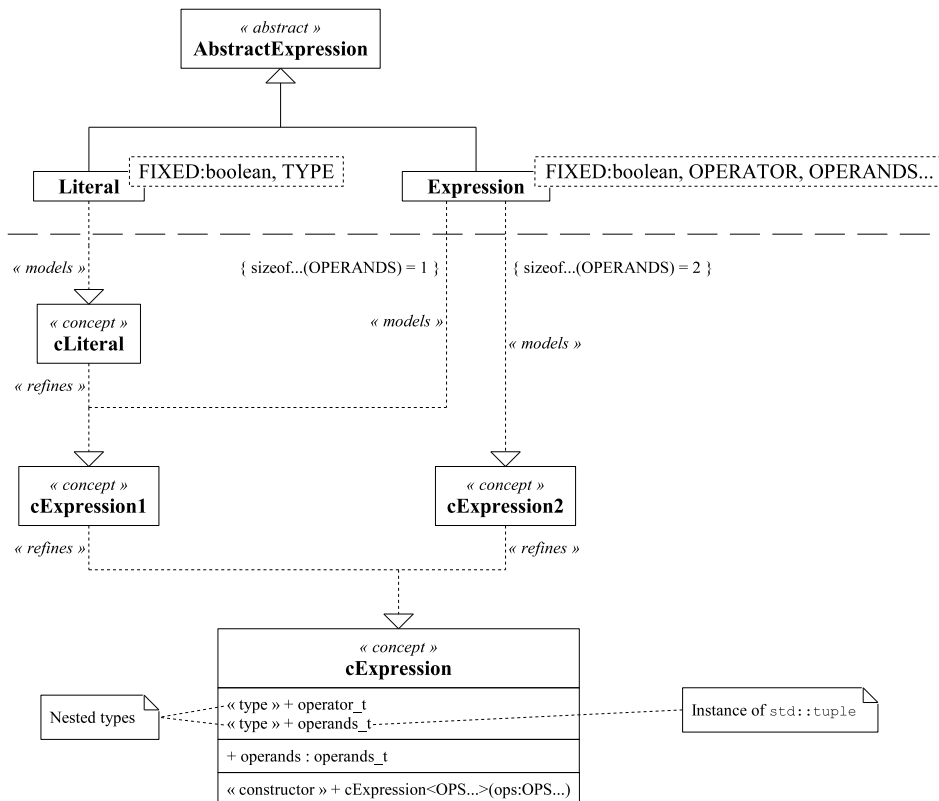 « abstract »
AbstractExpression
Literal
FIXED:boolean, TYPE
Expression
FIXED:boolean, OPERATOR, OPERANDS...
« models »
{ sizeof...(OPERANDS) = 1 }
{ sizeof...(OPERANDS) = 2 }
« concept »
cLiteral
« models »
« models »
« refines »
« concept »
cExpression1
« concept »
cExpression2
« refines »
« refines »
« concept »
cExpression
Nested types
« type » + operator_t
« type » + operands_t
Instance of std::tuple
+ operands : operands_t
« constructor » + cExpression<OPS...>(ops:OPS...)